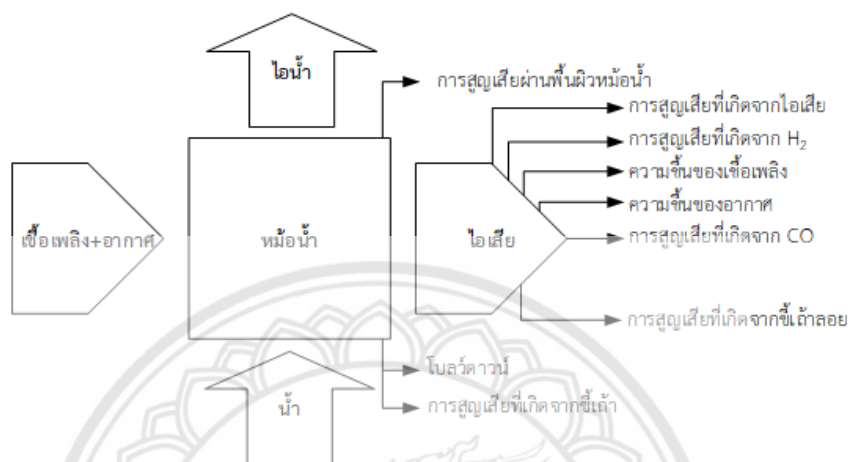 ไอน้ำ
การสูญเสียผ่านพื้นผิวหม้อน้ำ
การสูญเสียที่เกิดจากไอเสีย
การสูญเสียที่เกิดจาก H₂
ความชื้นของเชื้อเพลิง
ความชื้นของอากาศ
เชื้อเพลิง+อากาศ
หม้อน้ำ
ไอเสีย
การสูญเสียที่เกิดจาก CO
การสูญเสียที่เกิดจากขี้เถ้าลอย
โบลว์ดาวน์
น้ำ
การสูญเสียที่เกิดจากขี้เถ้า